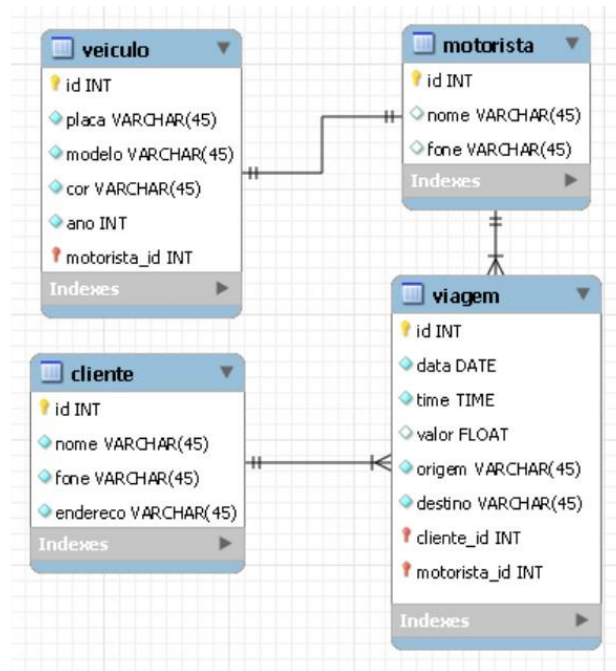 veiculo
id INT
placa VARCHAR(45)
modelo VARCHAR(45)
cor VARCHAR(45)
ano INT
motorista_id INT
Indexes
motorista
id INT
nome VARCHAR(45)
fone VARCHAR(45)
Indexes
cliente
id INT
nome VARCHAR(45)
fone VARCHAR(45)
endereco VARCHAR(45)
Indexes
viagem
id INT
data DATE
time TIME
valor FLOAT
origem VARCHAR(45)
destino VARCHAR(45)
cliente_id INT
motorista_id INT
Indexes